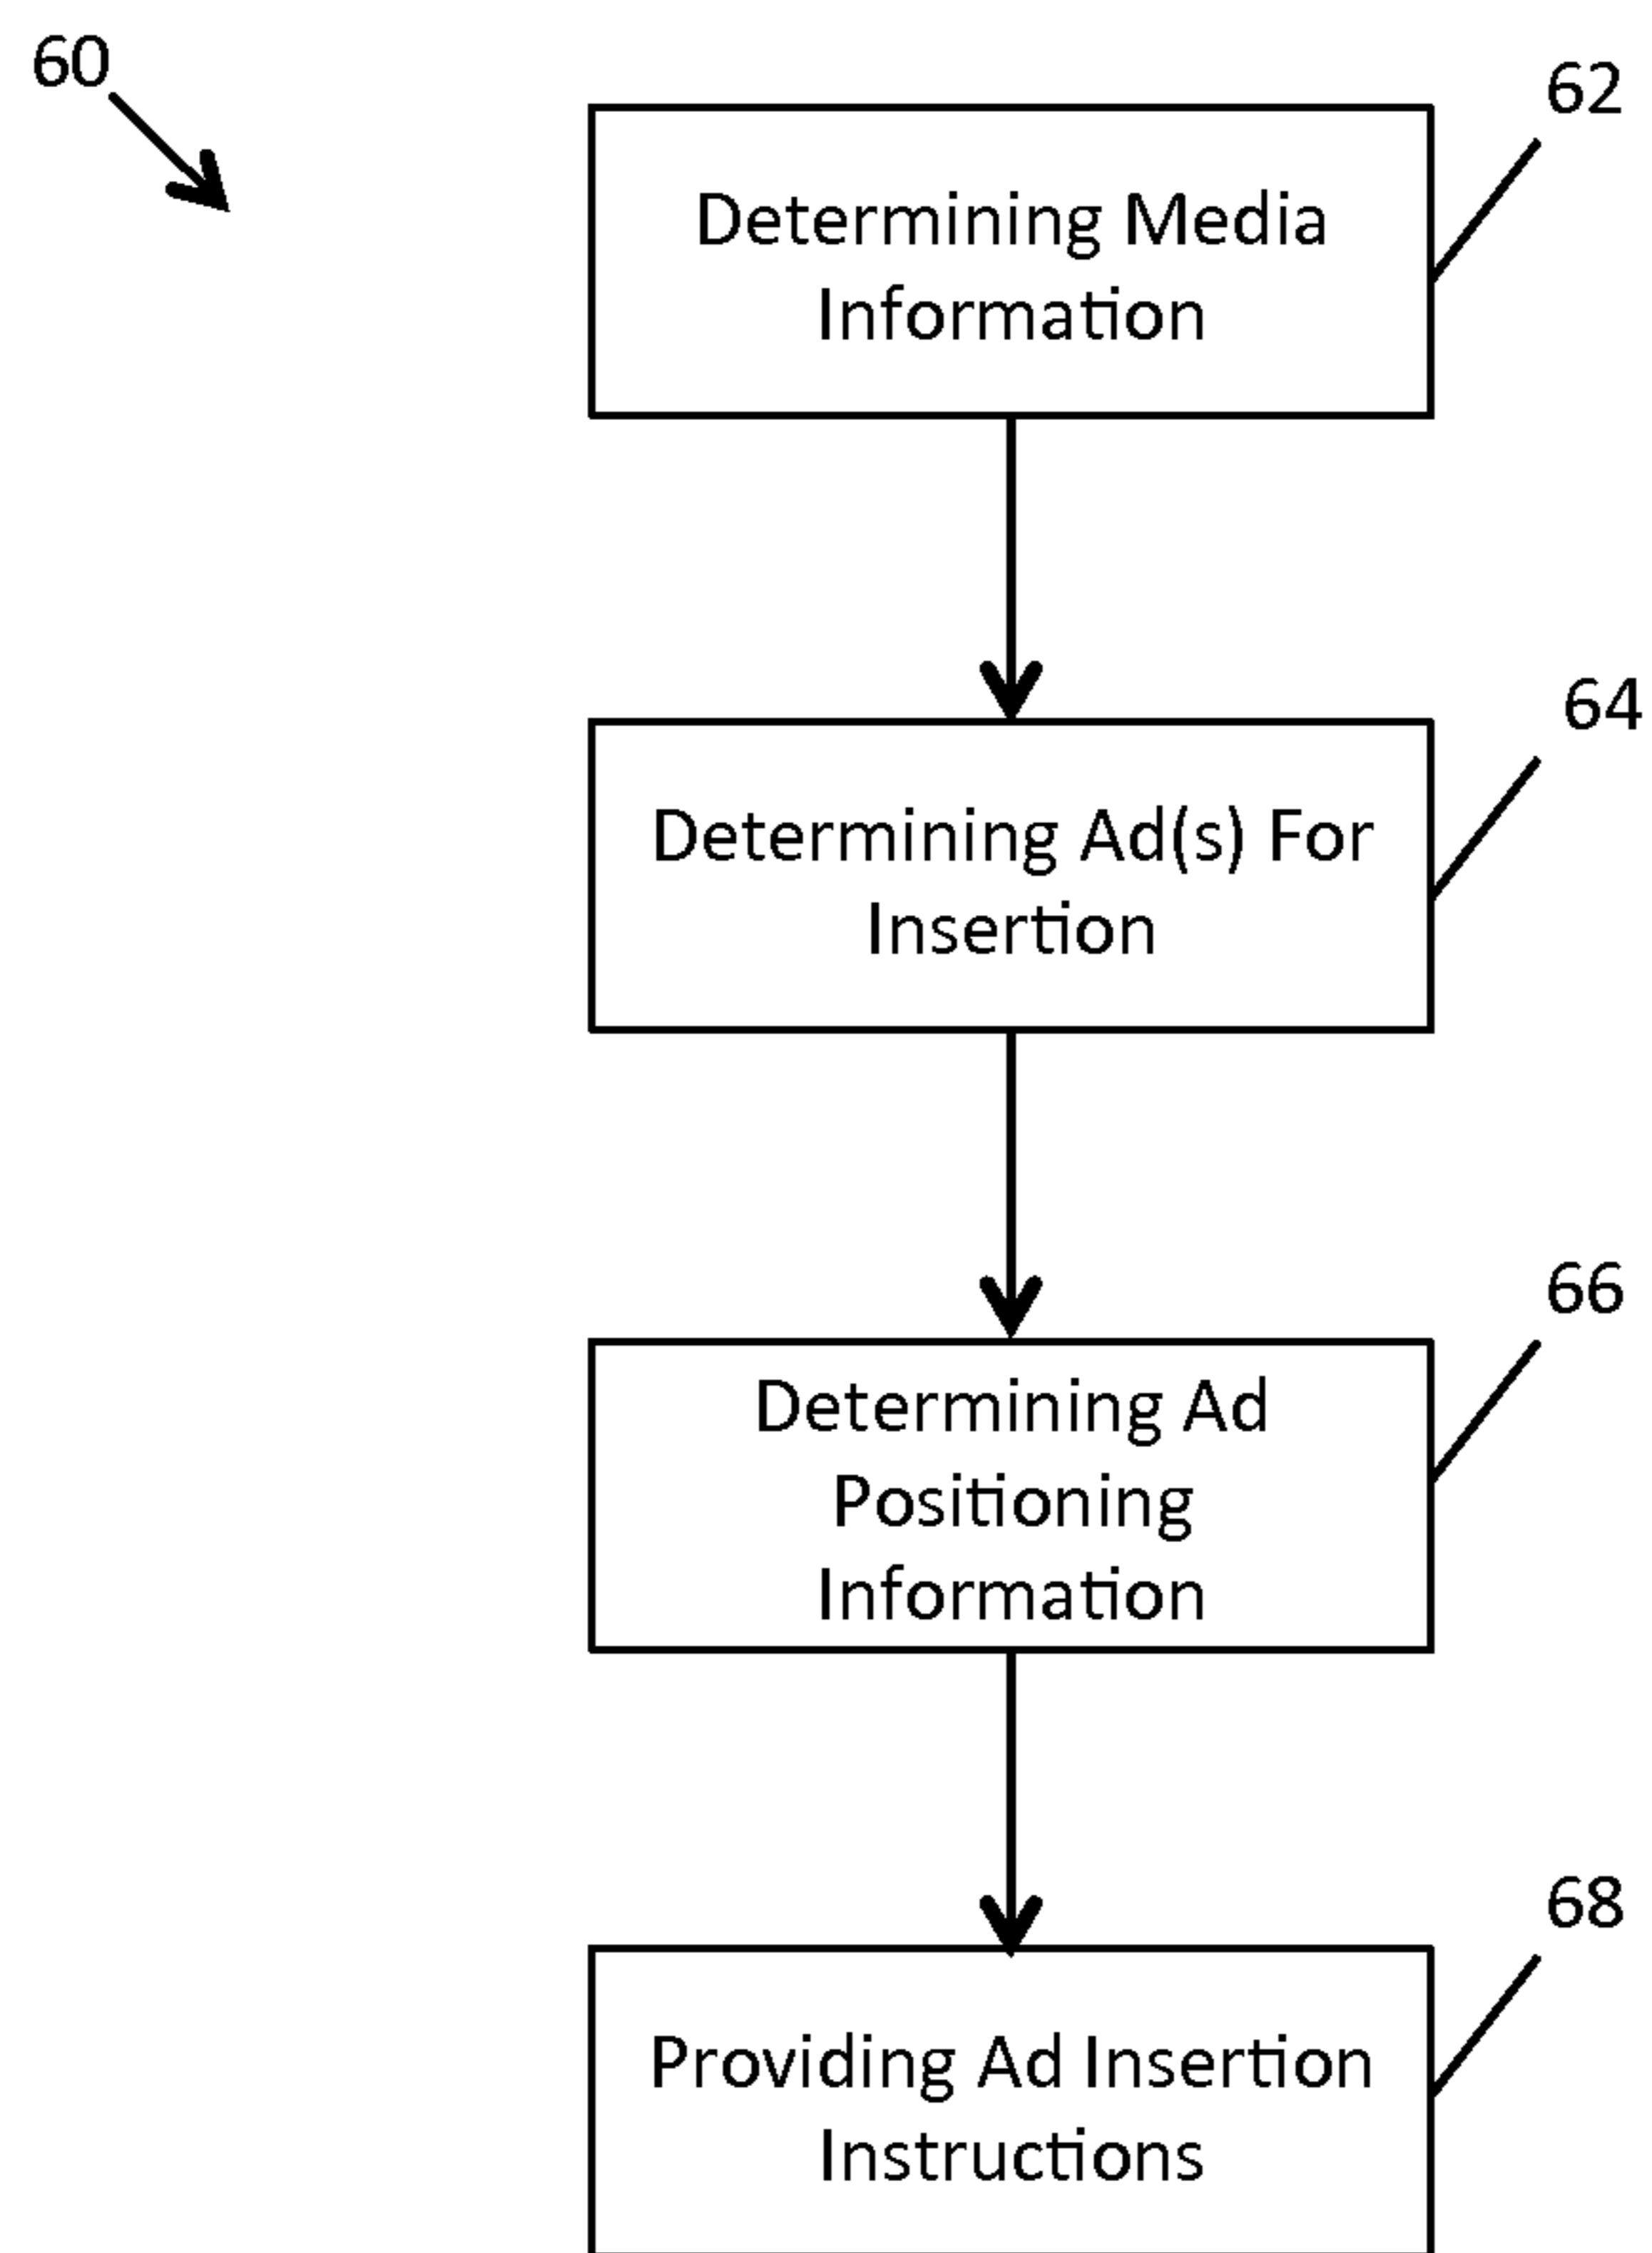 60
62
Determining Media
Information
64
Determining Ad(s) For
Insertion
66
Determining Ad
Positioning
Information
68
Providing Ad Insertion
Instructions